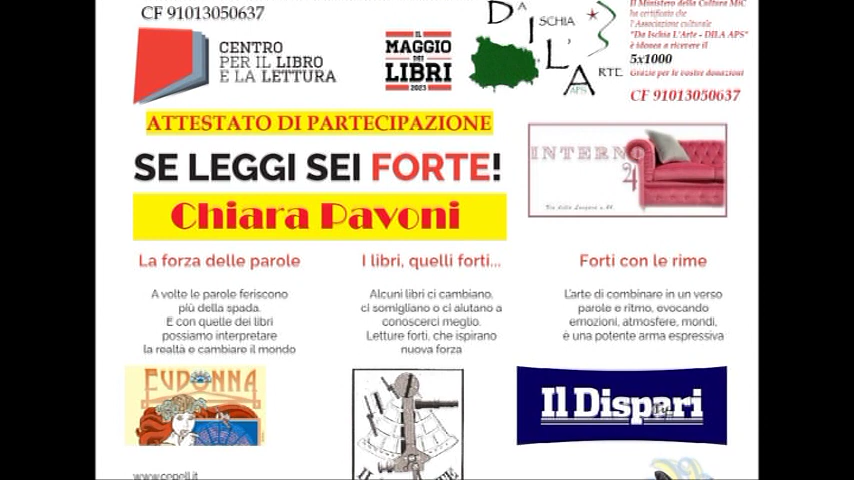 CF 91013050637
CENTRO
PER IL LIBRO
E LA LETTURA
IL
MAGGIO
DEI
LIBRI
2023
DA ISCHIA L'ARTE
APS
Il Ministero della Cultura MiC
ha certificato che
l'Associazione culturale
"Da Ischia L'Arte - DILA APS"
è idonea a ricevere il
5x1000
Grazie per le vostre donazioni
CF 91013050637
ATTESTATO DI PARTECIPAZIONE
SE LEGGI SEI FORTE!
Chiara Pavoni
INTERNO
4
La forza delle parole
A volte le parole feriscono
più della spada.
E con quelle dei libri
possiamo interpretare
la realtà e cambiare il mondo
I libri, quelli forti...
Alcuni libri ci cambiano,
ci somigliano o ci aiutano a
conoscerci meglio.
Letture forti, che ispirano
nuova forza
Forti con le rime
L'arte di combinare in un verso
parole e ritmo, evocando
emozioni, atmosfere, mondi,
è una potente arma espressiva
EUDONNA
Il Dispari
www.cepell.it